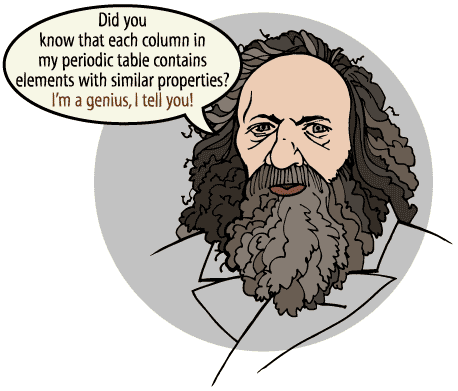 Did you
know that each column in
my periodic table contains
elements with similar properties?
I'm a genius, I tell you!